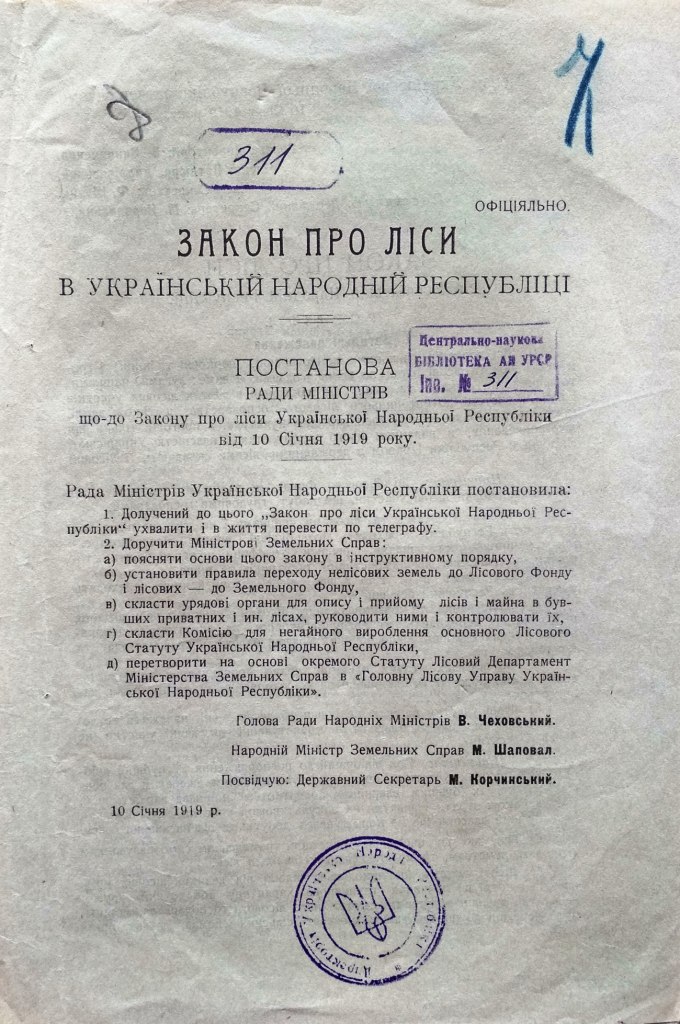 311
ОФІЦІЯЛЬНО.
ЗАКОН ПРО ЛІСИ
В УКРАЇНСЬКІЙ НАРОДНІЙ РЕСПУБЛІЦІ
Центрально-наукова
БІБЛІОТЕКА АН УРСР
Інв. № 311
ПОСТАНОВА
РАДИ МІНІСТРІВ
що-до Закону про ліси Української Народньої Республіки
від 10 Січня 1919 року.
Рада Міністрів Української Народньої Республіки постановила:
1. Долучений до цього „Закон про ліси Української Народньої Рес-
публіки“ ухвалити і в життя перевести по телеграфу.
2. Доручити Міністрові Земельних Справ:
а) поясняти основи цього закону в інструктивному порядку,
б) установити правила переходу нелісових земель до Лісового Фонду
і лісових — до Земельного Фонду,
в) скласти урядові органи для опису і прийому лісів і майна в був-
ших приватних і ин. лісах, руководити ними і контролювати їх,
г) скласти Комісію для негайного вироблення основного Лісового
Статуту Української Народньої Республіки,
д) перетворити на основі окремого Статуту Лісовий Департамент
Міністерства Земельних Справ в «Головну Лісову Управу Україн-
ської Народньої Республіки».
Голова Ради Народніх Міністрів В. Чеховський.
Народній Міністр Земельних Справ М. Шаповал.
Посвідчую: Державний Секретарь М. Корчинський.
10 Січня 1919 р.